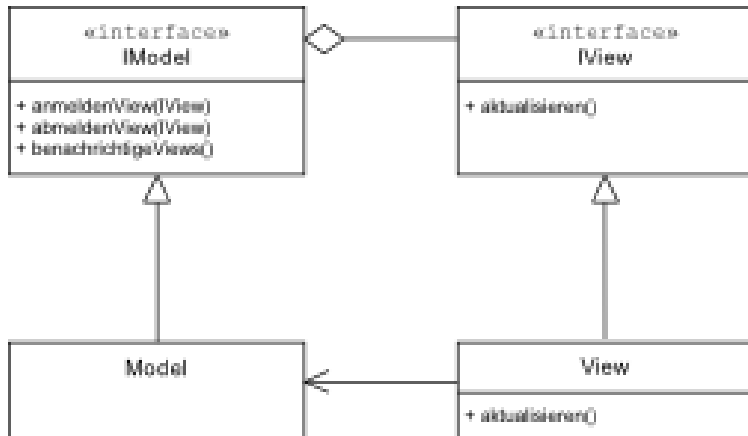 «interface»
IModel
+ anmeldenView(IView)
+ abmeldenView(IView)
+ benachrichtigeViews()
«interface»
IView
+ aktualisieren()
Model
View
+ aktualisieren()